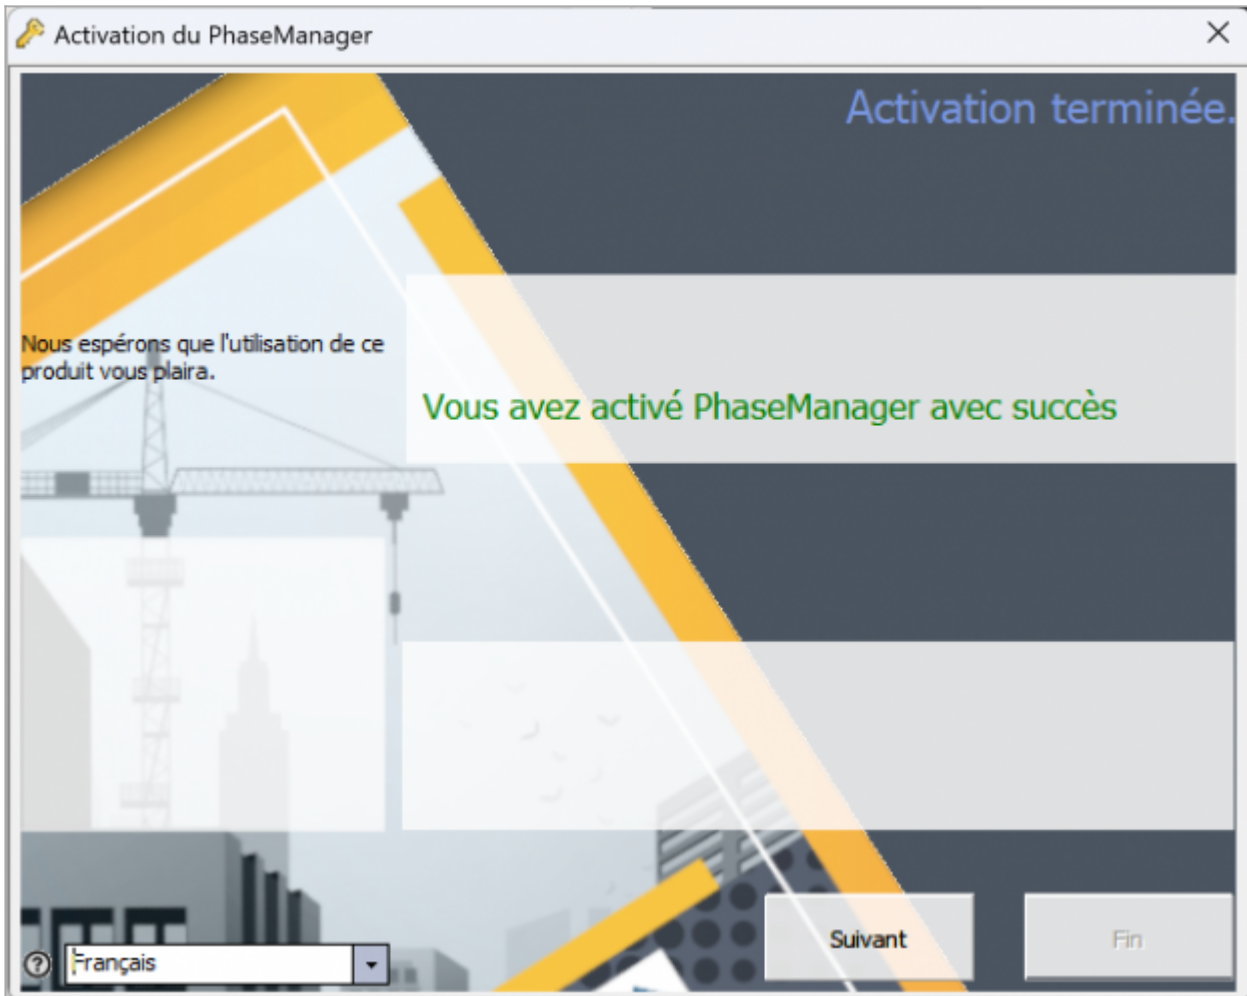 Activation du PhaseManager
Activation terminée.
Nous espérons que l'utilisation de ce
produit vous plaira.
Vous avez activé PhaseManager avec succès
Suivant
Fin
?
Français